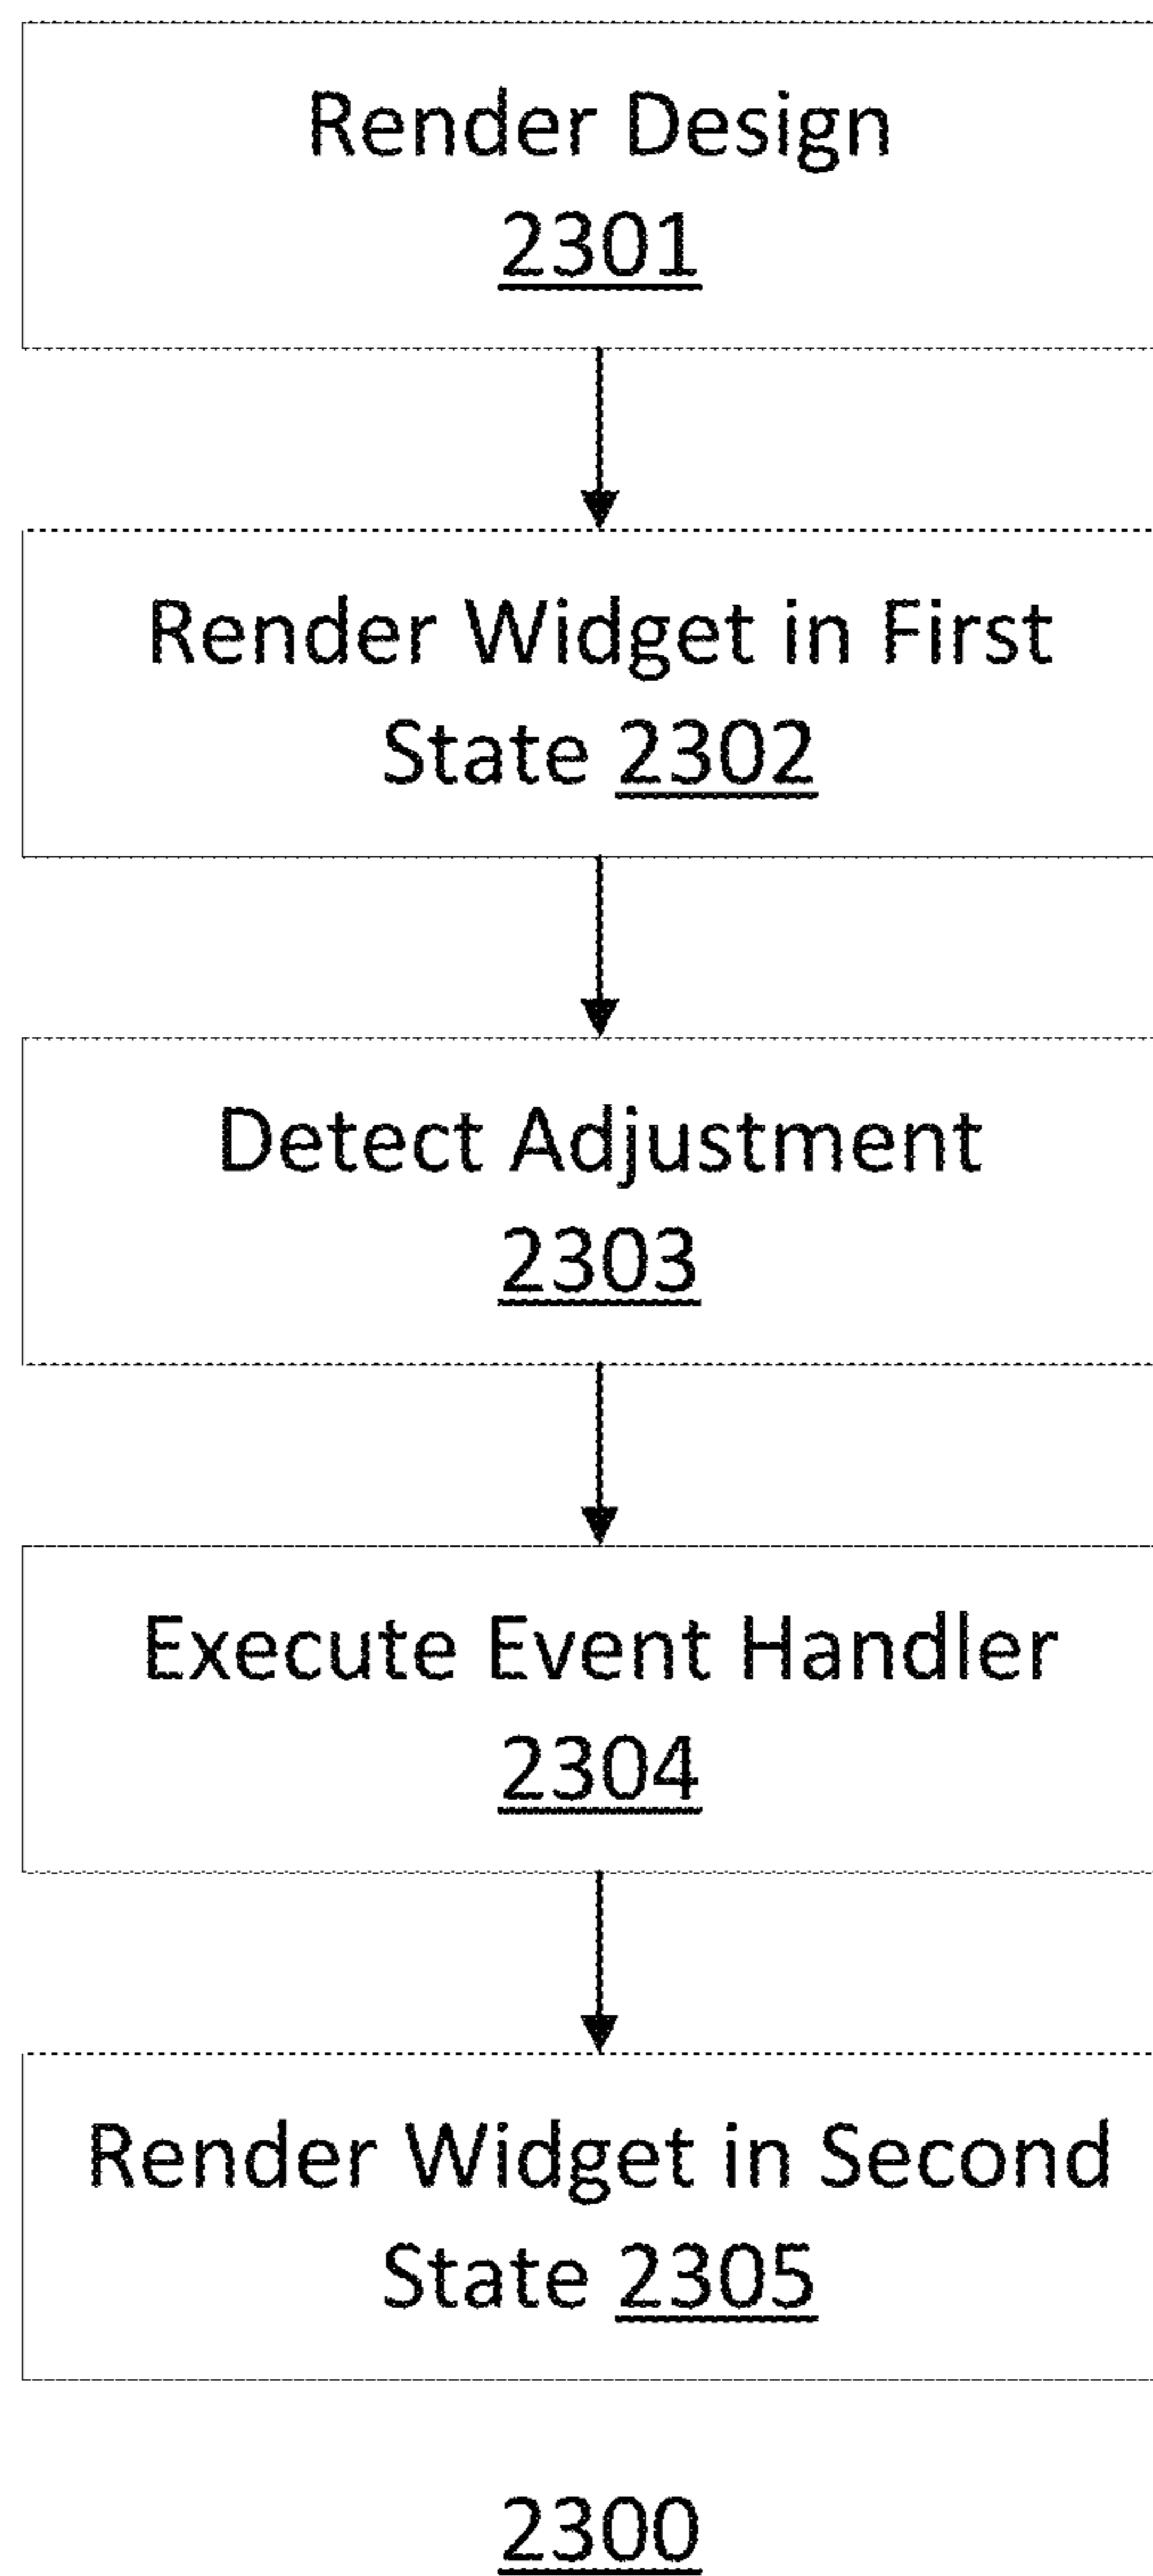 Render Design
2301
Render Widget in First
State 2302
Detect Adjustment
2303
Execute Event Handler
2304
Render Widget in Second
State 2305
2300